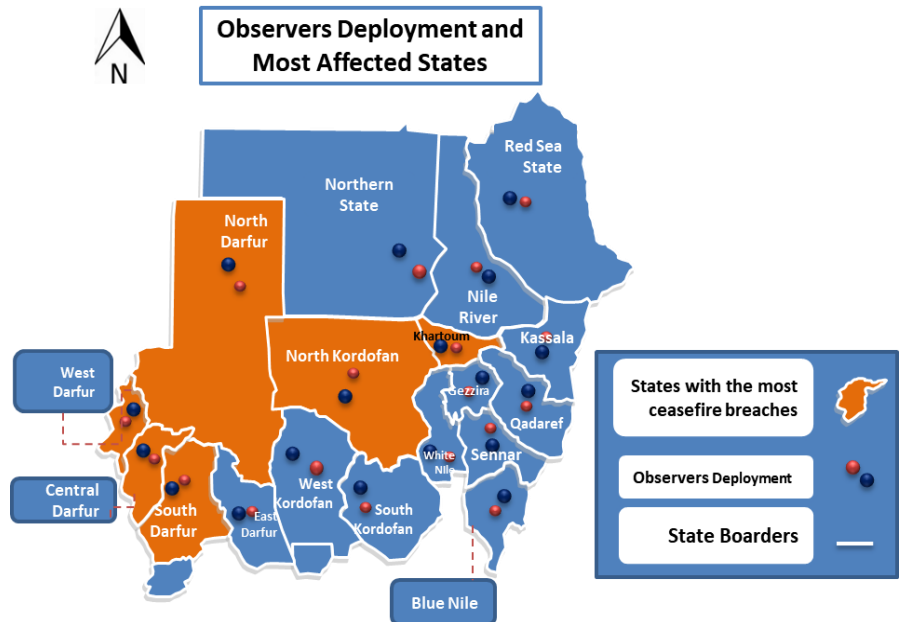 Observers Deployment and
Most Affected States
N
Red Sea
State
Northern
State
North
Darfur
Nile
River
Khartoum
Kassala
North Kordofan
West
Darfur
Gezzira
Qadaref
White
Nile
Sennar
West
Kordofan
Central
Darfur
South
Darfur
East
Darfur
South
Kordofan
Blue Nile
States with the most
ceasefire breaches
Observers Deployment
State Boarders